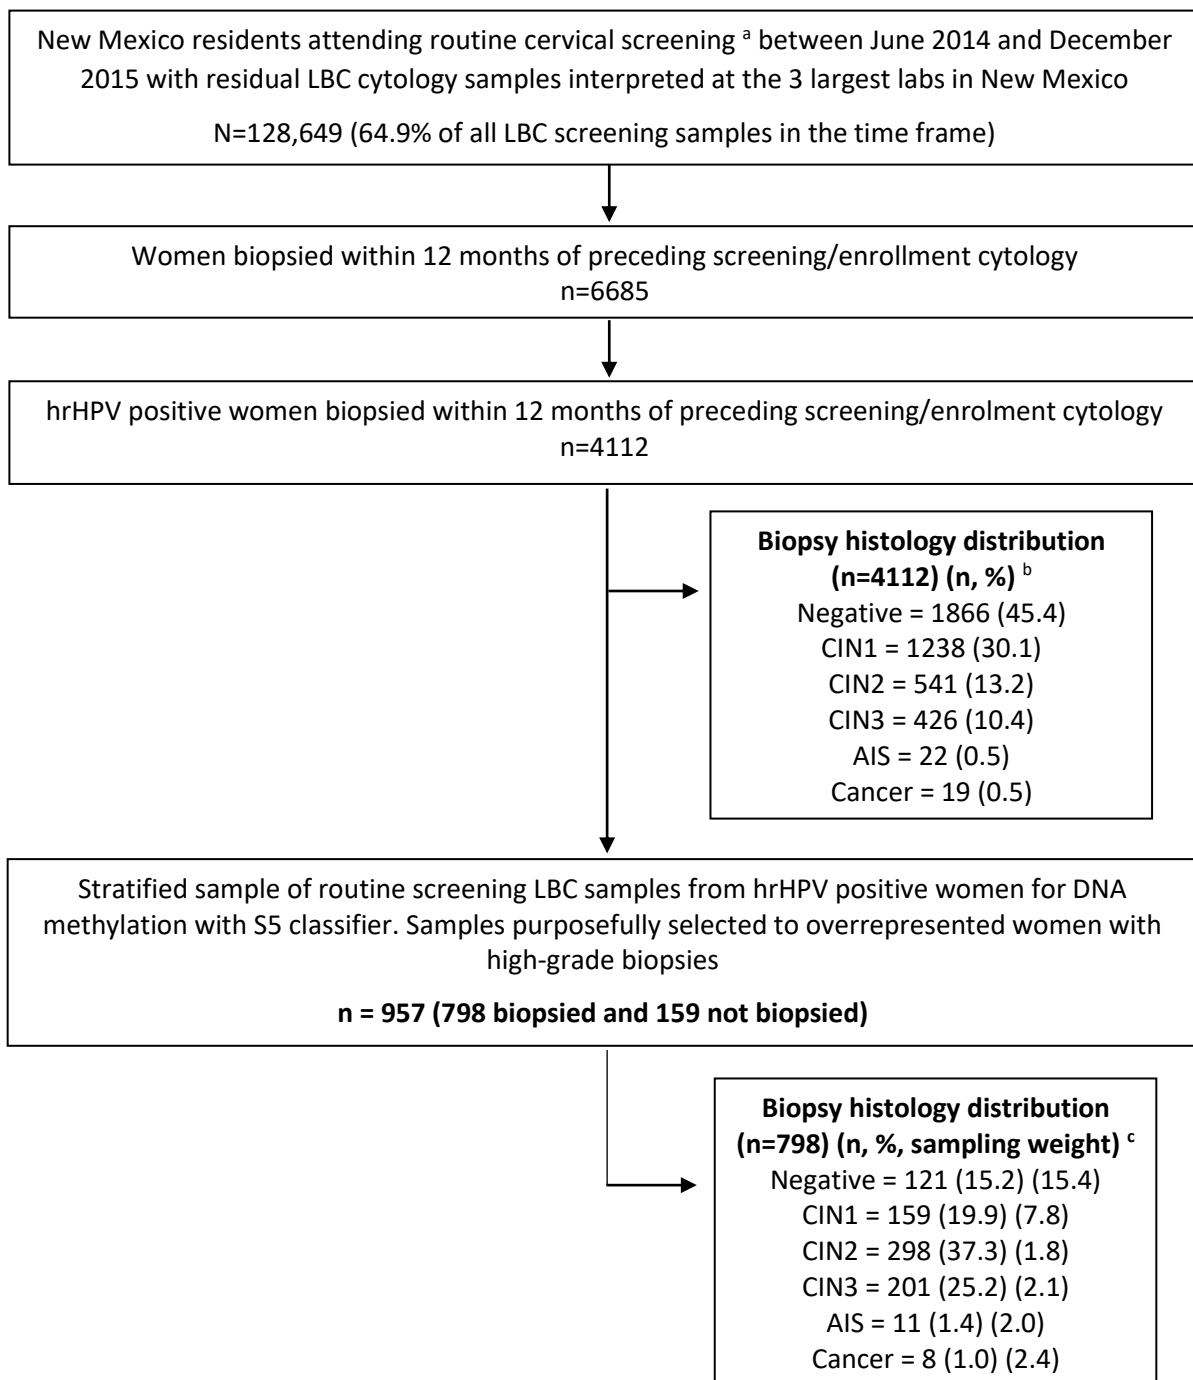 New Mexico residents attending routine cervical screening a between June 2014 and December
2015 with residual LBC cytology samples interpreted at the 3 largest labs in New Mexico
N=128,649 (64.9% of all LBC screening samples in the time frame)
Women biopsied within 12 months of preceding screening/enrollment cytology
n=6685
hrHPV positive women biopsied within 12 months of preceding screening/enrolment cytology
n=4112
Biopsy histology distribution
(n=4112) (n, %) b
Negative = 1866 (45.4)
CIN1 = 1238 (30.1)
CIN2 = 541 (13.2)
CIN3 = 426 (10.4)
AIS = 22 (0.5)
Cancer = 19 (0.5)
Stratified sample of routine screening LBC samples from hrHPV positive women for DNA
methylation with S5 classifier. Samples purposefully selected to overrepresented women with
high-grade biopsies
n = 957 (798 biopsied and 159 not biopsied)
Biopsy histology distribution
(n=798) (n, %, sampling weight) c
Negative = 121 (15.2) (15.4)
CIN1 = 159 (19.9) (7.8)
CIN2 = 298 (37.3) (1.8)
CIN3 = 201 (25.2) (2.1)
AIS = 11 (1.4) (2.0)
Cancer = 8 (1.0) (2.4)